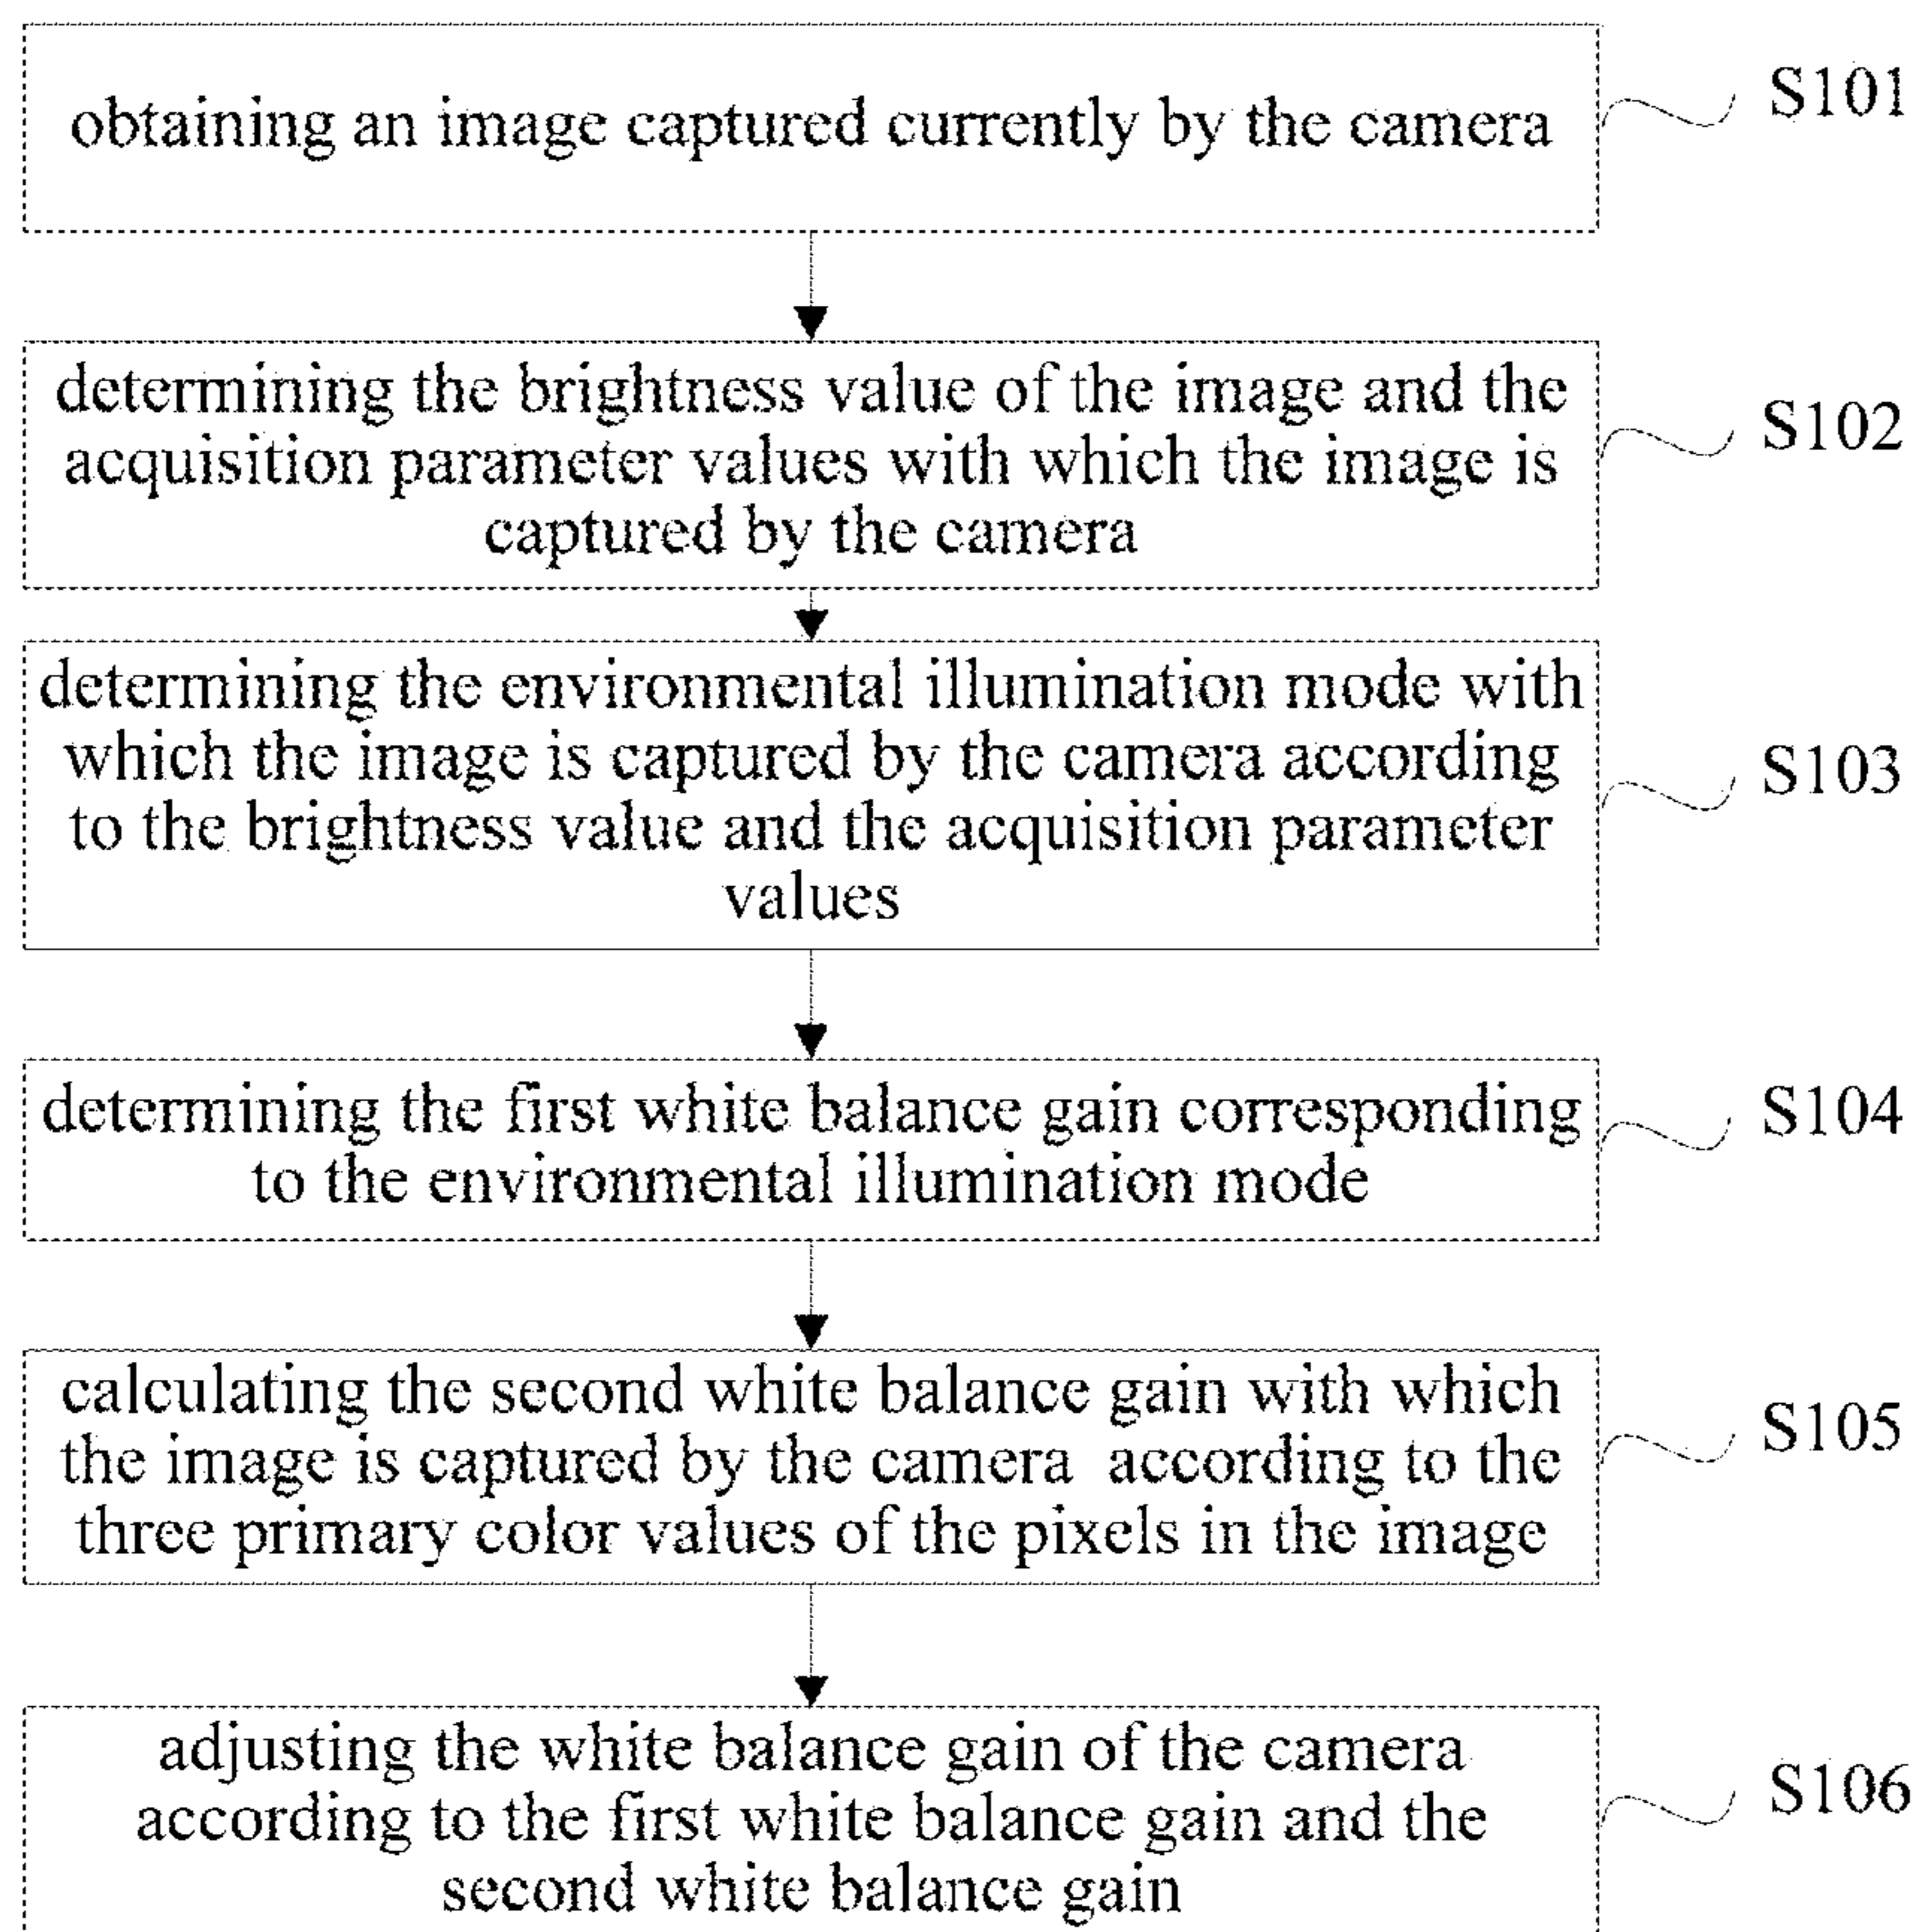 obtaining an image captured currently by the camera
S101
determining the brightness value of the image and the
acquisition parameter values with which the image is
captured by the camera
S102
determining the environmental illumination mode with
which the image is captured by the camera according
to the brightness value and the acquisition parameter
values
S103
determining the first white balance gain corresponding
to the environmental illumination mode
S104
calculating the second white balance gain with which
the image is captured by the camera according to the
three primary color values of the pixels in the image
S105
adjusting the white balance gain of the camera
according to the first white balance gain and the
second white balance gain
S106